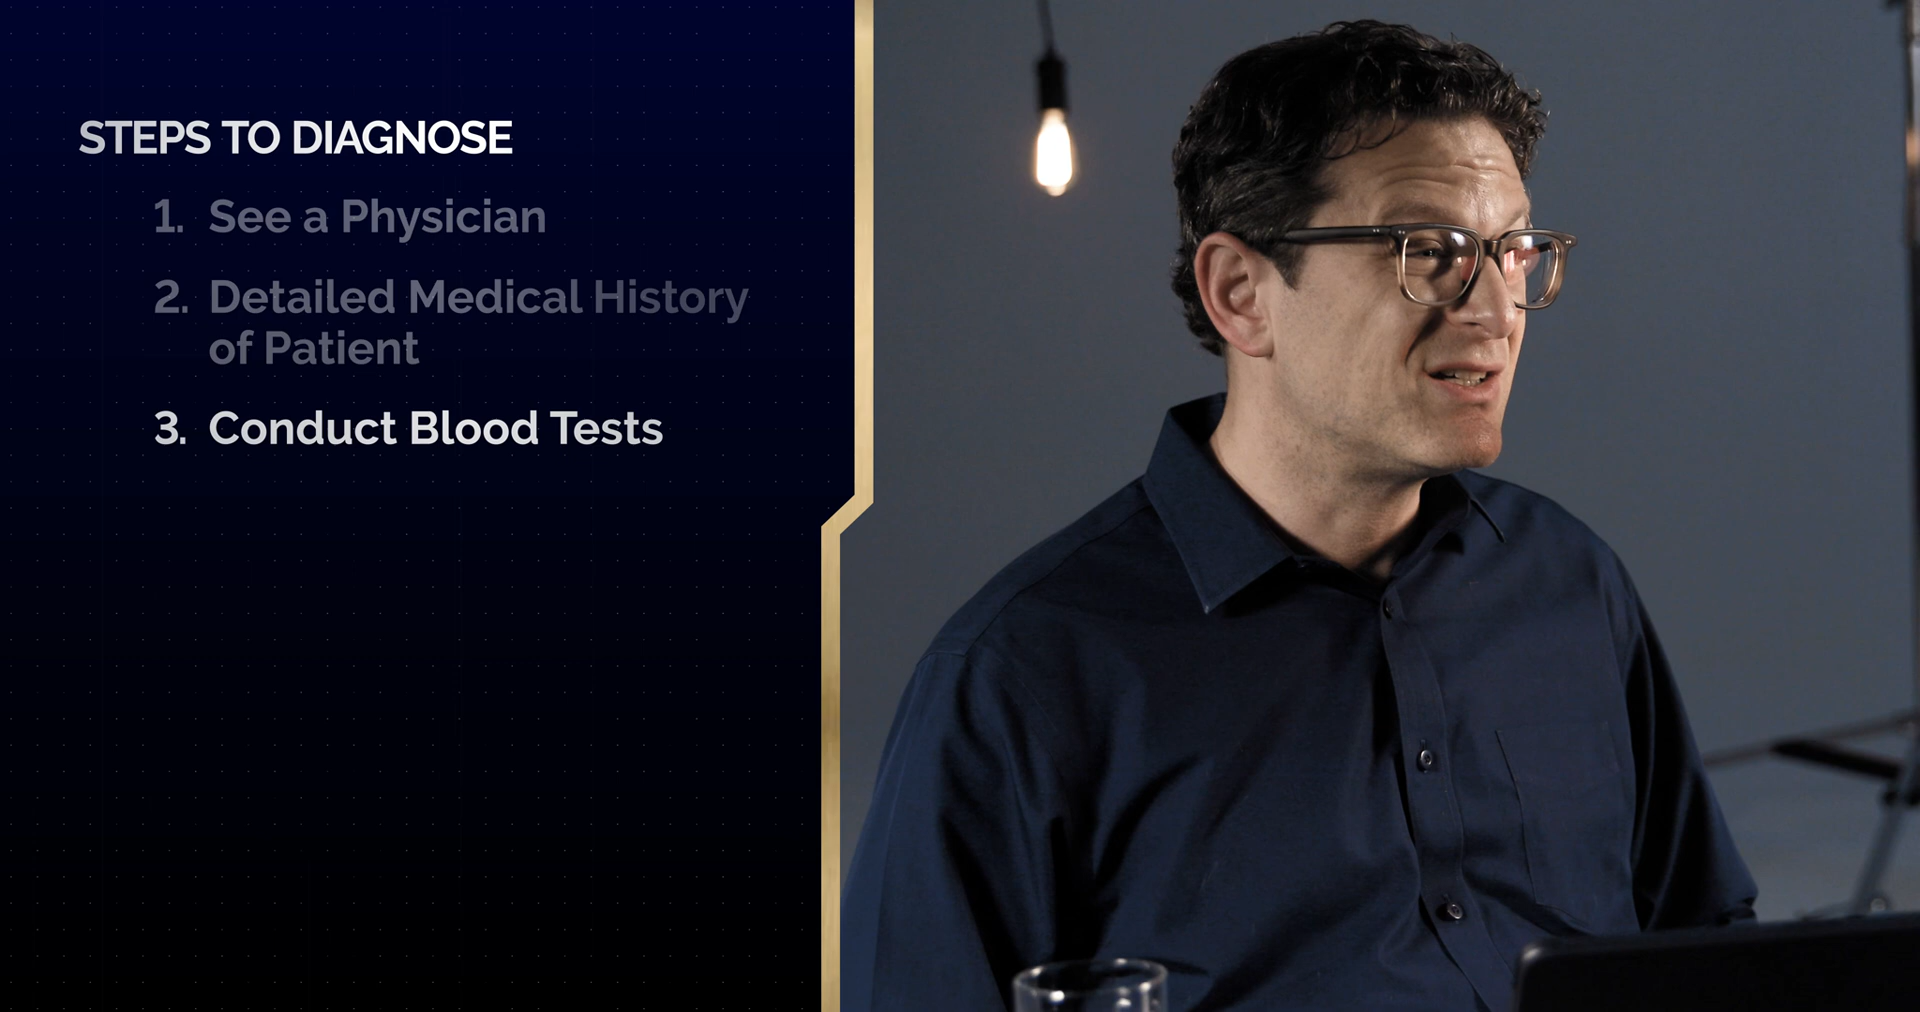 STEPS TO DIAGNOSE
1. See a Physician
2. Detailed Medical History
of Patient
3. Conduct Blood Tests